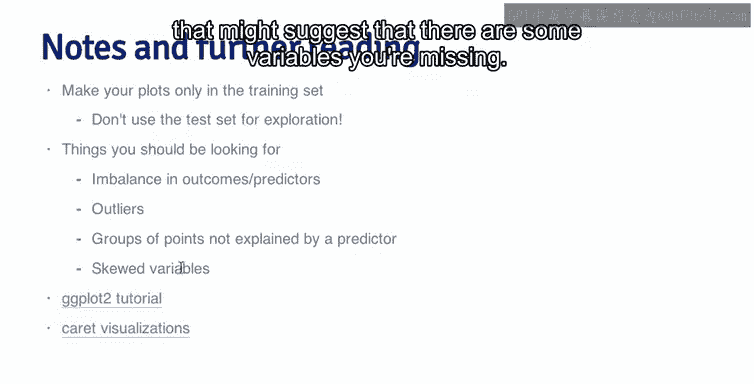 that might suggest that there are some
variables you're missing.
Notes and further reading
· Make your plots only in the training set
- Don't use the test set for exploration!
· Things you should be looking for
- Imbalance in outcomes/predictors
- Outliers
- Groups of points not explained by a predictor
- Skewed variables
· ggplot2 tutorial
· caret visualizations